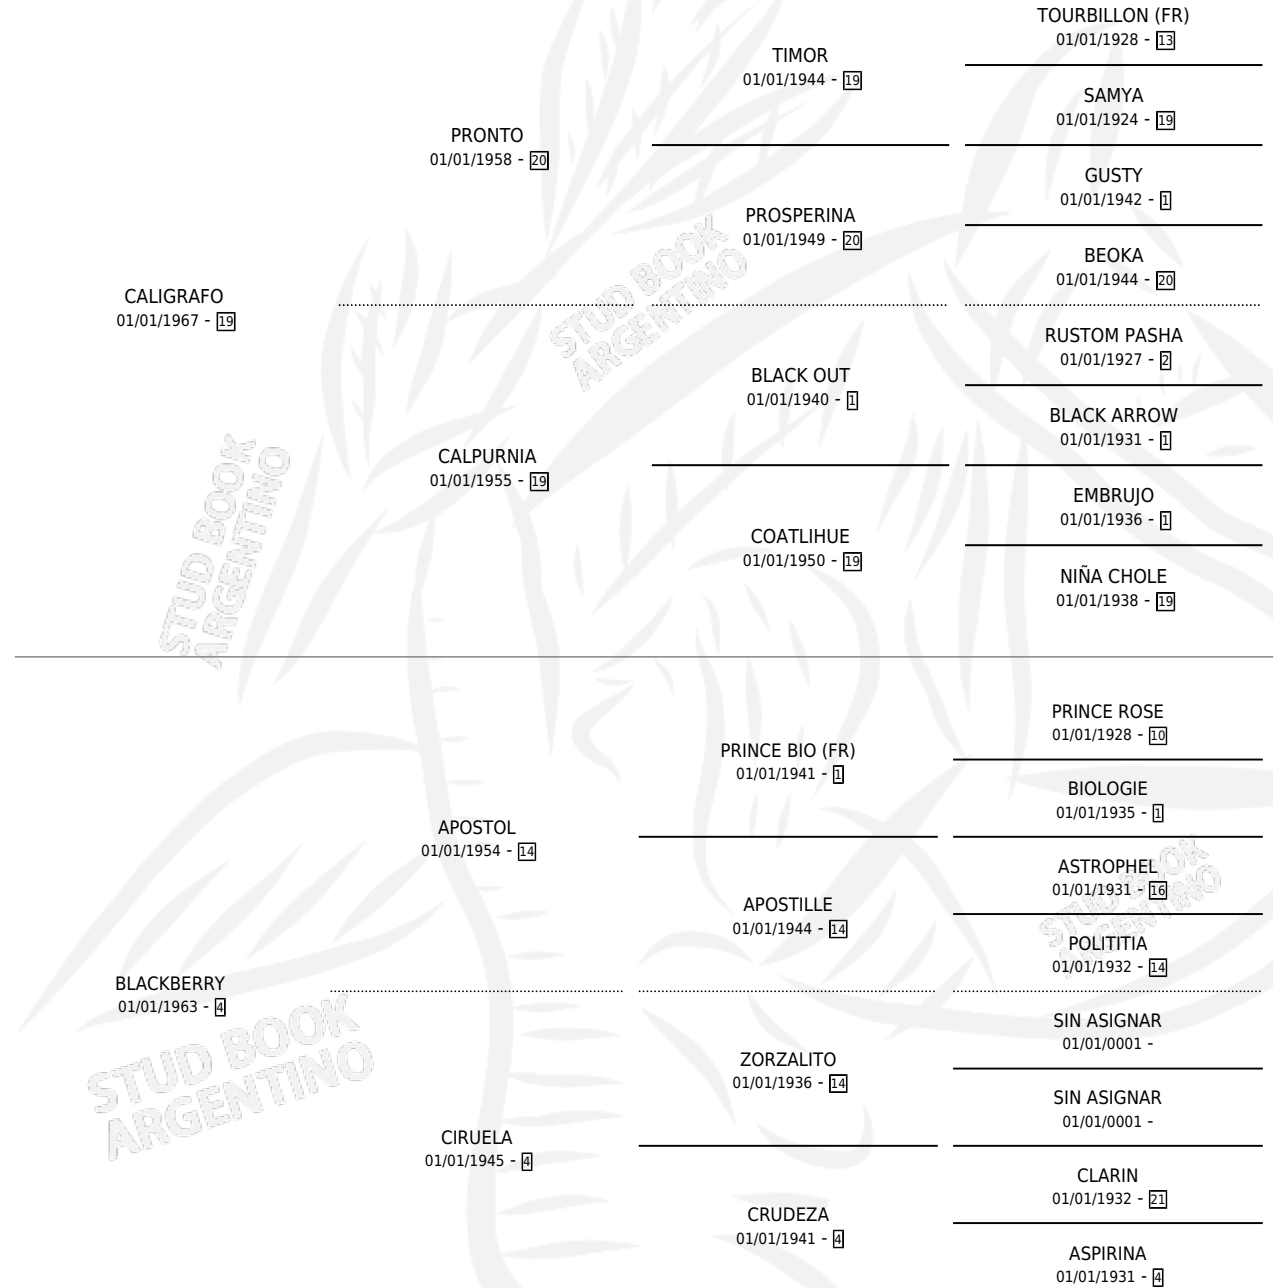 TOURBILLON (FR)
01/01/1928 - 13
TIMOR
01/01/1944 - 19
SAMYA
01/01/1924 - 19
PRONTO
01/01/1958 - 20
GUSTY
01/01/1942 - 1
PROSPERINA
01/01/1949 - 20
BEOKA
01/01/1944 - 20
CALIGRAFO
01/01/1967 - 19
RUSTOM PASHA
01/01/1927 - 2
BLACK OUT
01/01/1940 - 1
BLACK ARROW
01/01/1931 - 1
CALPURNIA
01/01/1955 - 19
EMBRUJO
01/01/1936 - 1
COATLIHUE
01/01/1950 - 19
NIÑA CHOLE
01/01/1938 - 19
PRINCE ROSE
01/01/1928 - 10
PRINCE BIO (FR)
01/01/1941 - 1
BIOLOGIE
01/01/1935 - 1
APOSTOL
01/01/1954 - 14
ASTROPHEL
01/01/1931 - 16
APOSTILLE
01/01/1944 - 14
POLITITIA
01/01/1932 - 14
BLACKBERRY
01/01/1963 - 4
SIN ASIGNAR
01/01/0001 -
ZORZALITO
01/01/1936 - 14
SIN ASIGNAR
01/01/0001 -
CIRUELA
01/01/1945 - 4
CLARIN
01/01/1932 - 21
CRUDEZA
01/01/1941 - 4
ASPIRINA
01/01/1931 - 4
STUD BOOK
ARGENTINO
STUD BOOK
ARGENTINO
STUD BOOK
ARGENTINO
STUD BOOK
ARGENTINO